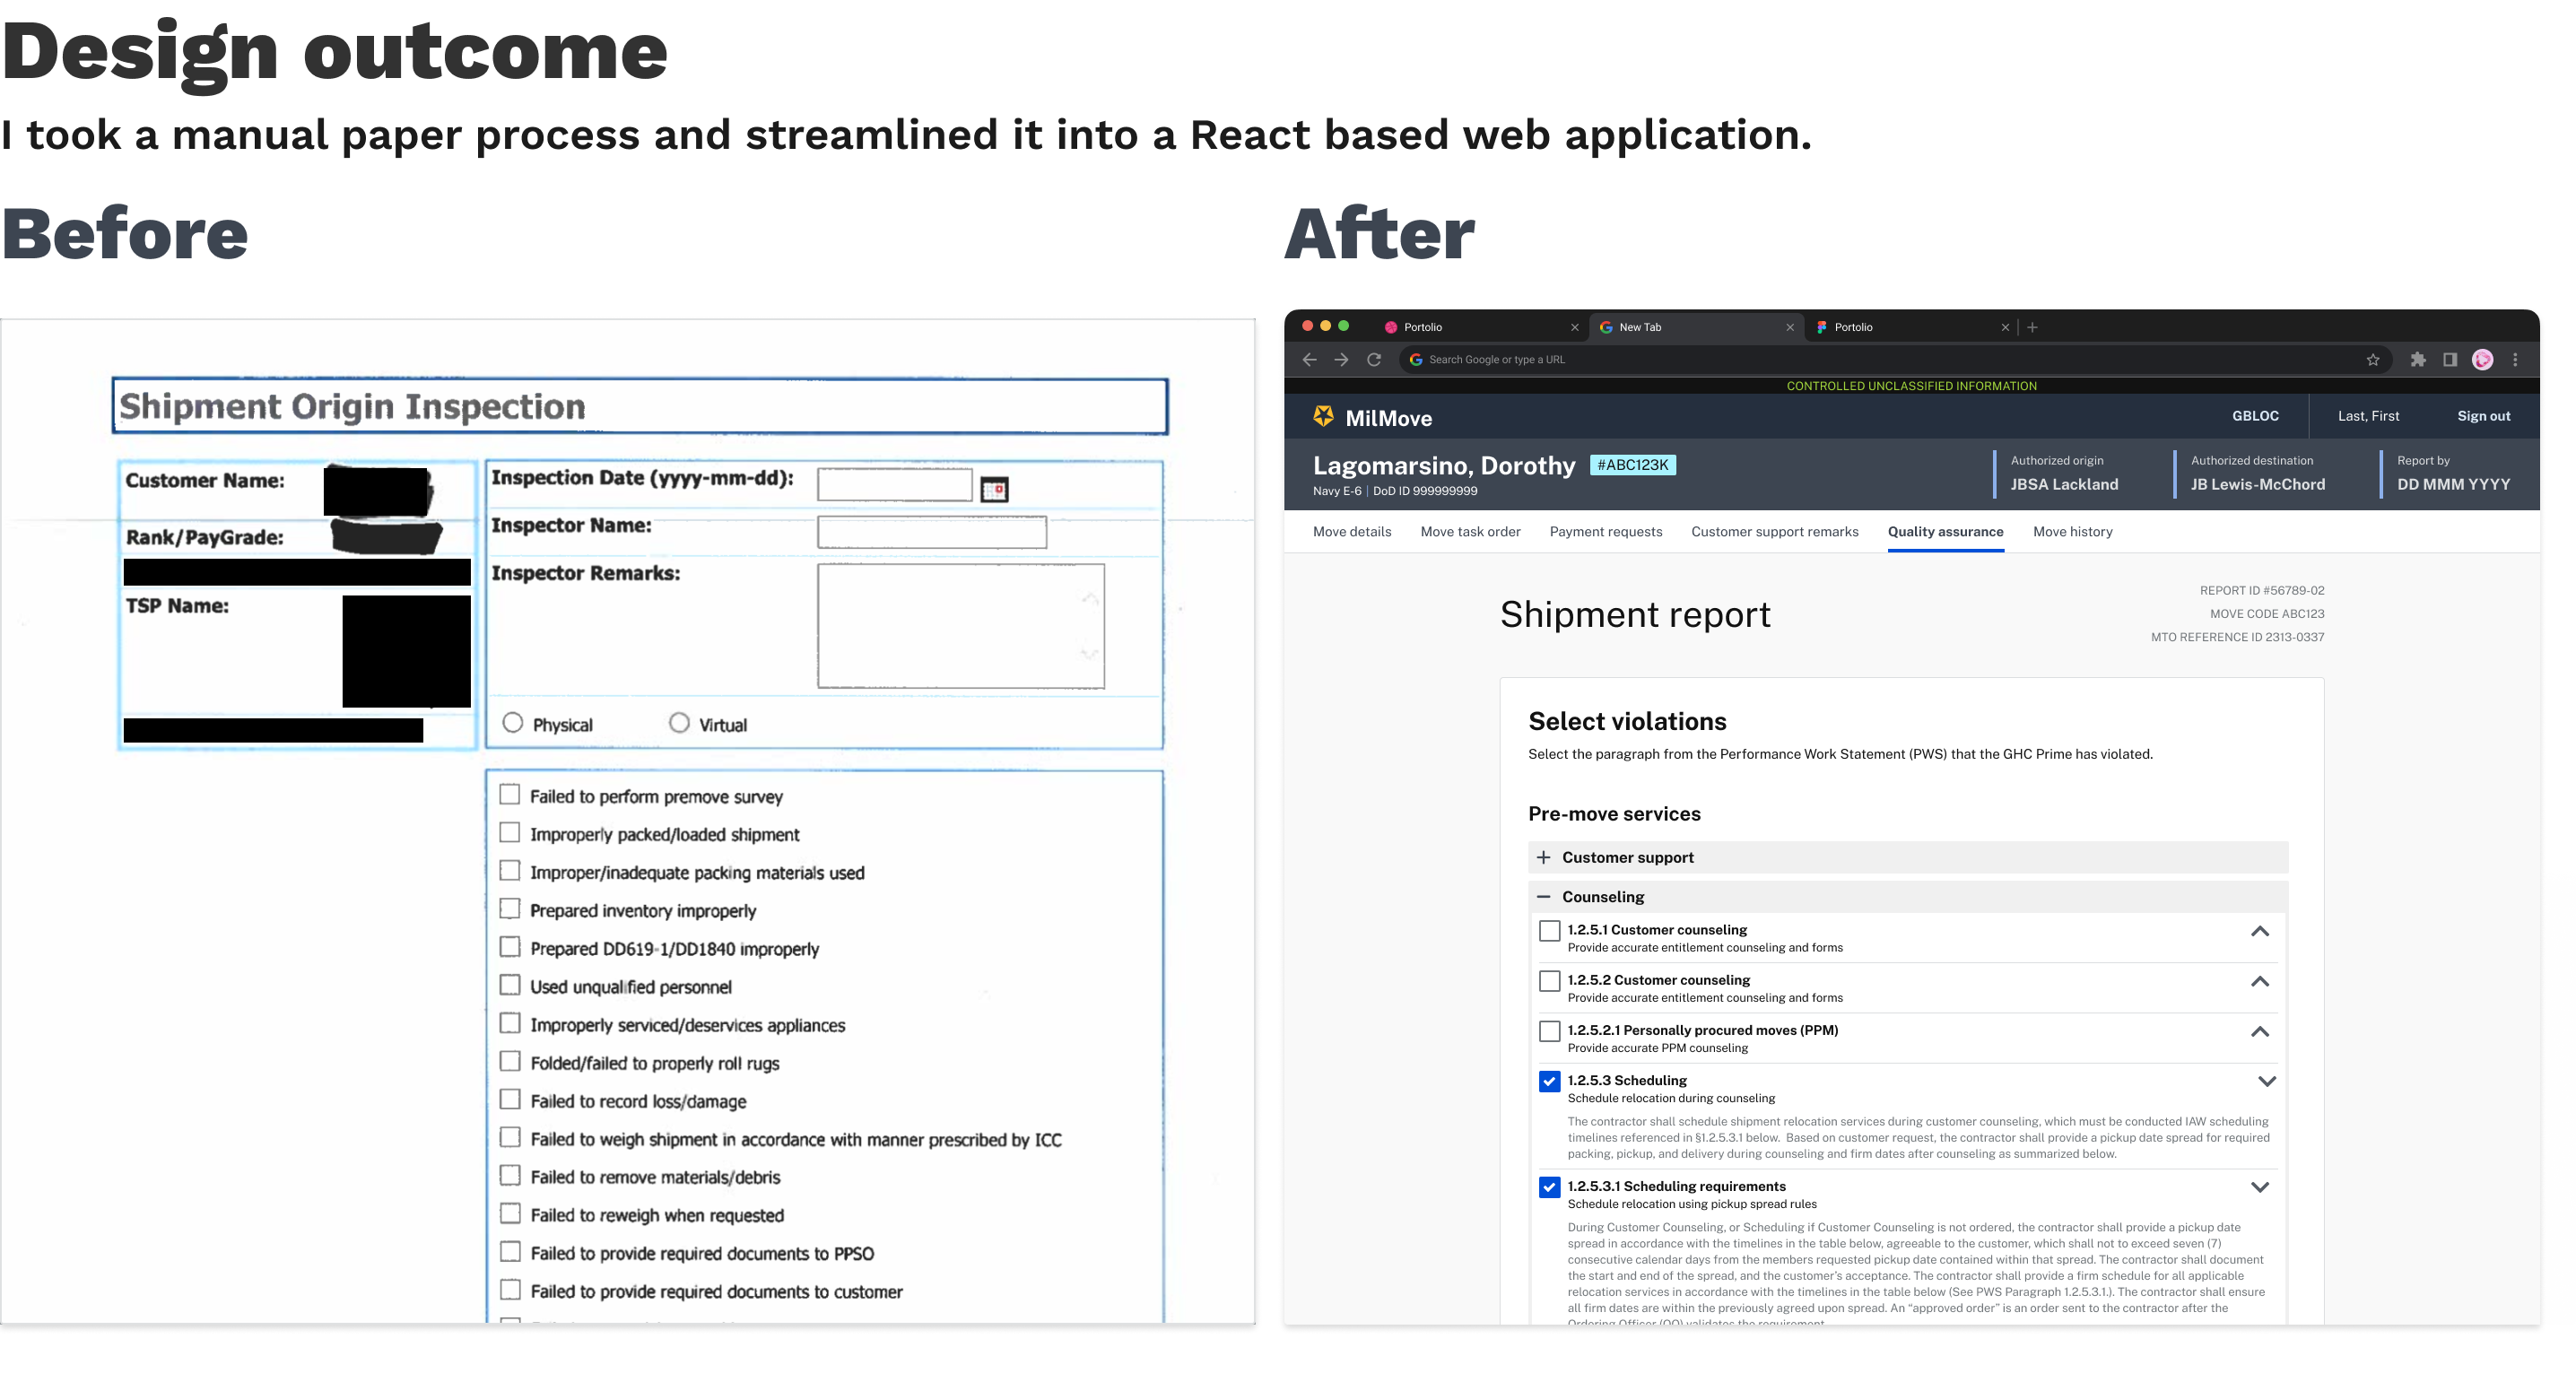 Design outcome
I took a manual paper process and streamlined it into a React based web application.
Before
Shipment Origin Inspection
Customer Name:
Rank/PayGrade:
TSP Name:
Inspection Date (yyyy-mm-dd):
Inspector Name:
Inspector Remarks:
Physical
Virtual
Failed to perform premove survey
Improperly packed/loaded shipment
Improper/inadequate packing materials used
Prepared inventory improperly
Prepared DD619-1/DD1840 improperly
Used unqualified personnel
Improperly serviced/deservices appliances
Folded/failed to properly roll rugs
Failed to record loss/damage
Failed to weigh shipment in accordance with manner prescribed by ICC
Failed to remove materials/debris
Failed to reweigh when requested
Failed to provide required documents to PPSO
Failed to provide required documents to customer
After
Portolio
New Tab
Portolio
Search Google or type a URL
CONTROLLED UNCLASSIFIED INFORMATION
MilMove
GBLOC
Last, First
Sign out
Lagomarsino, Dorothy
#ABC123K
Navy E-6 | DoD ID 999999999
Authorized origin
JBSA Lackland
Authorized destination
JB Lewis-McChord
Report by
DD MMM YYYY
Move details
Move task order
Payment requests
Customer support remarks
Quality assurance
Move history
Shipment report
REPORT ID #56789-02
MOVE CODE ABC123
MTO REFERENCE ID 2313-0337
Select violations
Select the paragraph from the Performance Work Statement (PWS) that the GHC Prime has violated.
Pre-move services
Customer support
Counseling
1.2.5.1 Customer counseling
Provide accurate entitlement counseling and forms
1.2.5.2 Customer counseling
Provide accurate entitlement counseling and forms
1.2.5.2.1 Personally procured moves (PPM)
Provide accurate PPM counseling
1.2.5.3 Scheduling
Schedule relocation during counseling
The contractor shall schedule shipment relocation services during customer counseling, which must be conducted IAW scheduling
timelines referenced in §1.2.5.3.1 below. Based on customer request, the contractor shall provide a pickup date spread for required
packing, pickup, and delivery during counseling and firm dates after counseling as summarized below.
1.2.5.3.1 Scheduling requirements
Schedule relocation using pickup spread rules
During Customer Counseling, or Scheduling if Customer Counseling is not ordered, the contractor shall provide a pickup date
spread in accordance with the timelines in the table below, agreeable to the customer, which shall not to exceed seven (7)
consecutive calendar days from the members requested pickup date contained within that spread. The contractor shall document
the start and end of the spread, and the customer's acceptance. The contractor shall provide a firm schedule for all applicable
relocation services in accordance with the timelines in the table below (See PWS Paragraph 1.2.5.3.1.). The contractor shall ensure
all firm dates are within the previously agreed upon spread. An “approved order” is an order sent to the contractor after the
Ordering Officer (OO) validates the requirement.